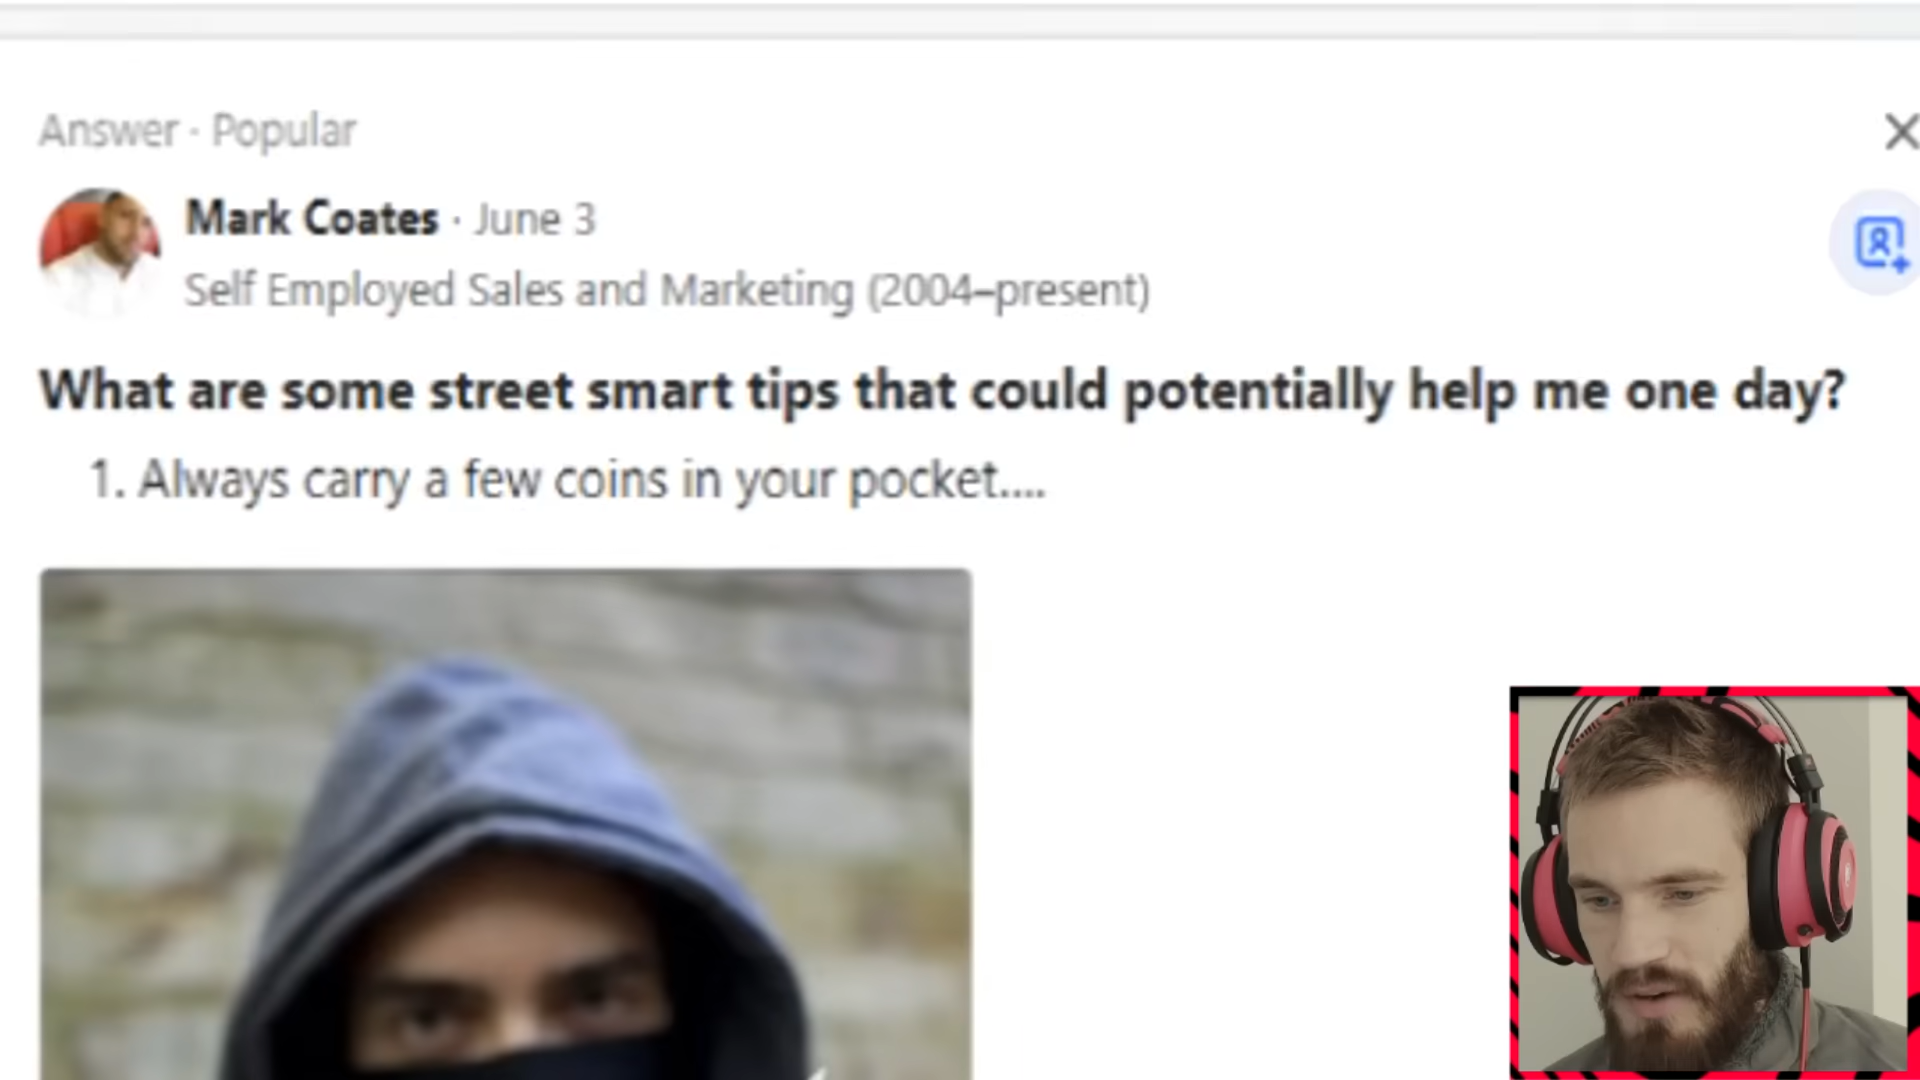 Answer · Popular
Mark Coates · June 3
Self Employed Sales and Marketing (2004–present)
What are some street smart tips that could potentially help me one day?
1. Always carry a few coins in your pocket....